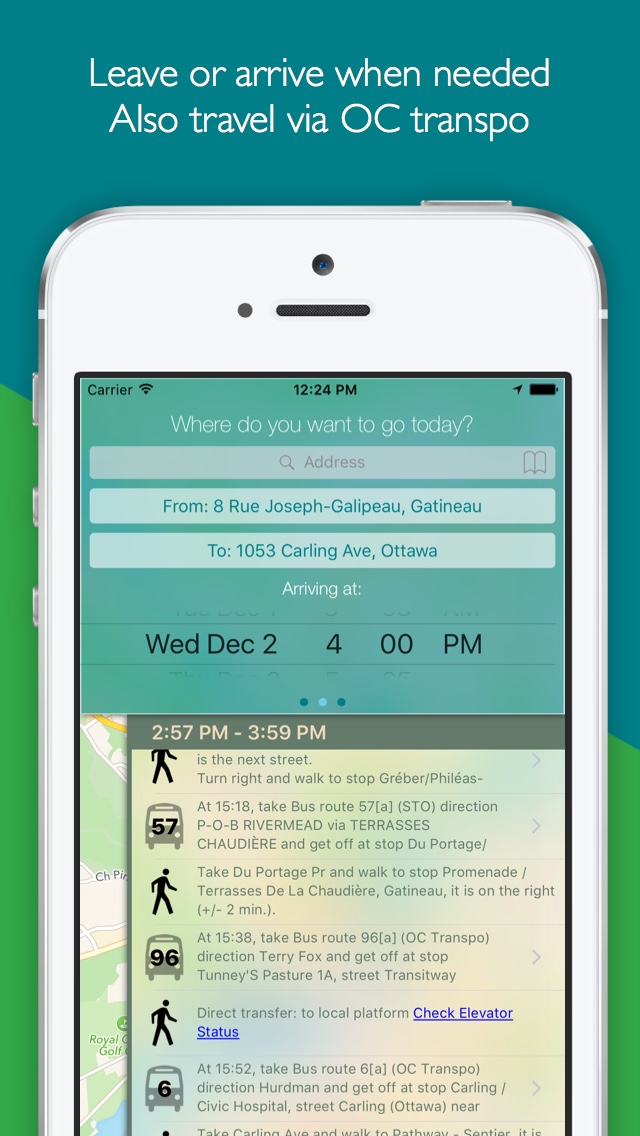 Leave or arrive when needed
Also travel via OC transpo
Carrier 12:24 PM
Where do you want to go today?
Address
From: 8 Rue Joseph-Galipeau, Gatineau
To: 1053 Carling Ave, Ottawa
Arriving at:
Wed Dec 2 4 00 PM
2:57 PM - 3:59 PM
is the next street.
Turn right and walk to stop Gréber/Philéas-
57
At 15:18, take Bus route 57[a] (STO) direction
P-O-B RIVERMEAD via TERRASSES
CHAUDIÈRE and get off at stop Du Portage/
Ch Pin
Take Du Portage Pr and walk to stop Promenade /
Terrasses De La Chaudière, Gatineau, it is on the right
(+/- 2 min.).
96
At 15:38, take Bus route 96[a] (OC Transpo)
direction Terry Fox and get off at stop
Tunney'S Pasture 1A, street Transitway
Direct transfer: to local platform Check Elevator
Status
Royal
Golf
6
At 15:52, take Bus route 6[a] (OC Transpo)
direction Hurdman and get off at stop Carling /
Civic Hospital, street Carling (Ottawa) near
Take Carling Ave and walk to Pathway - Sentier, it is